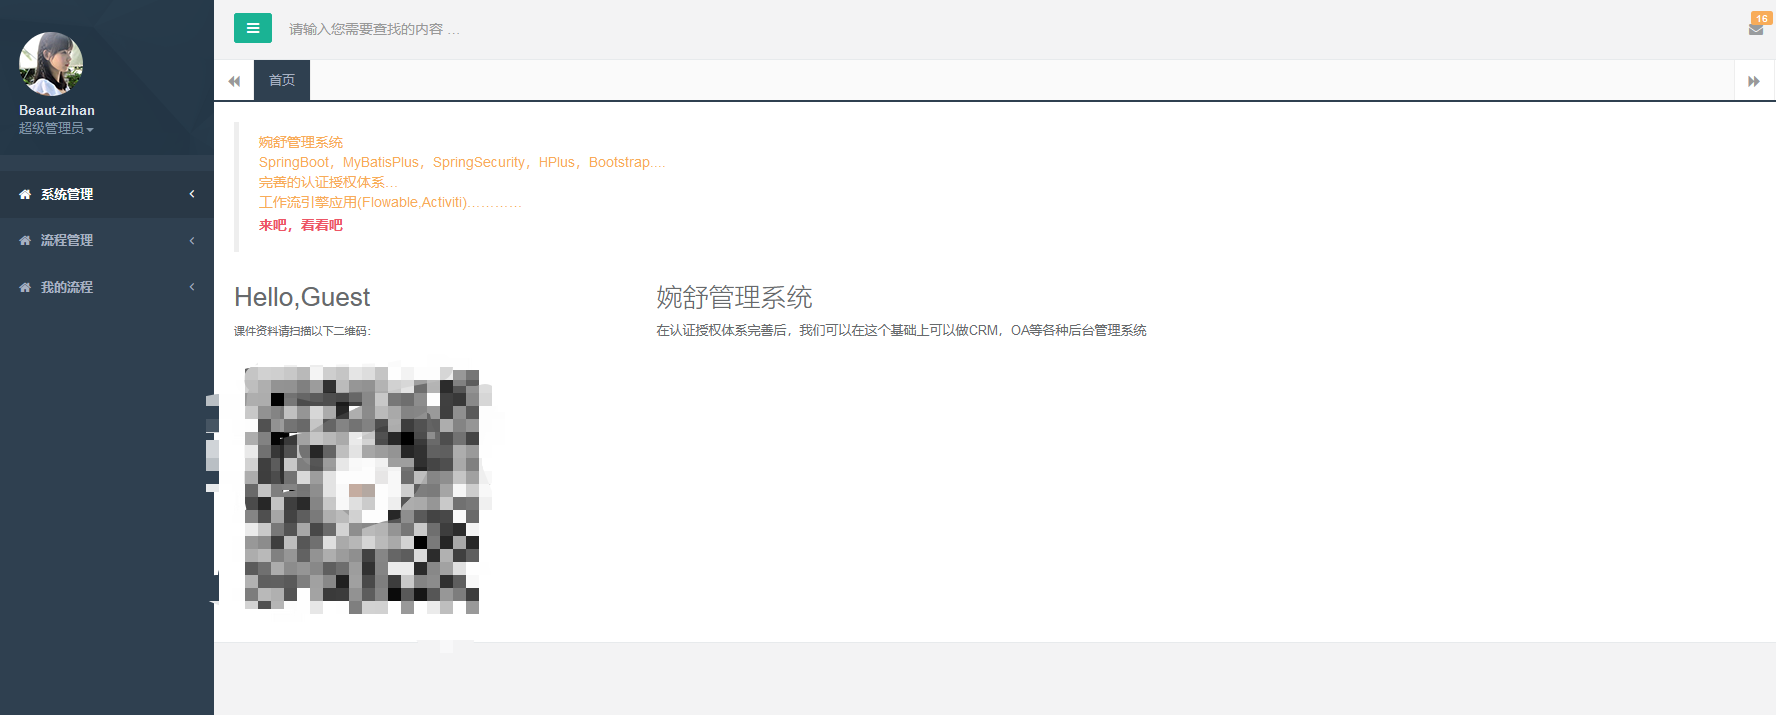 Beaut-zihan
超级管理员
系统管理
流程管理
我的流程
请输入您需要查找的内容 …
16
首页
婉舒管理系统
SpringBoot，MyBatisPlus，SpringSecurity，HPlus，Bootstrap....
完善的认证授权体系...
工作流引擎应用(Flowable,Activiti)…………
来吧，看看吧
Hello,Guest
课件资料请扫描以下二维码：
婉舒管理系统
在认证授权体系完善后，我们可以在这个基础上可以做CRM，OA等各种后台管理系统